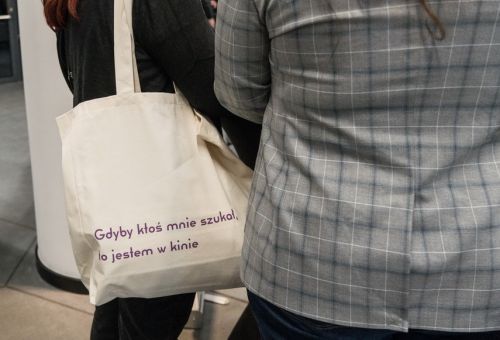 Gdyby ktoś mnie szukał,
to jestem w kinie